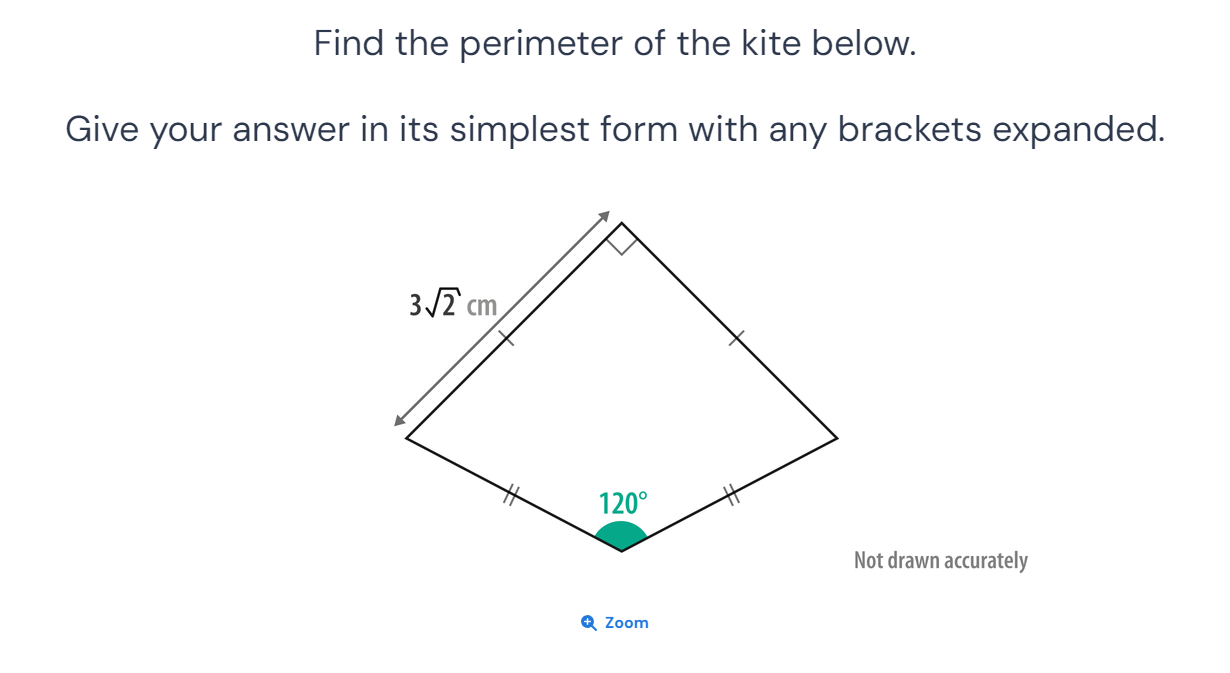 Find the perimeter of the kite below.
Give your answer in its simplest form with any brackets expanded.
3√2 cm
120°
Not drawn accurately
Zoom